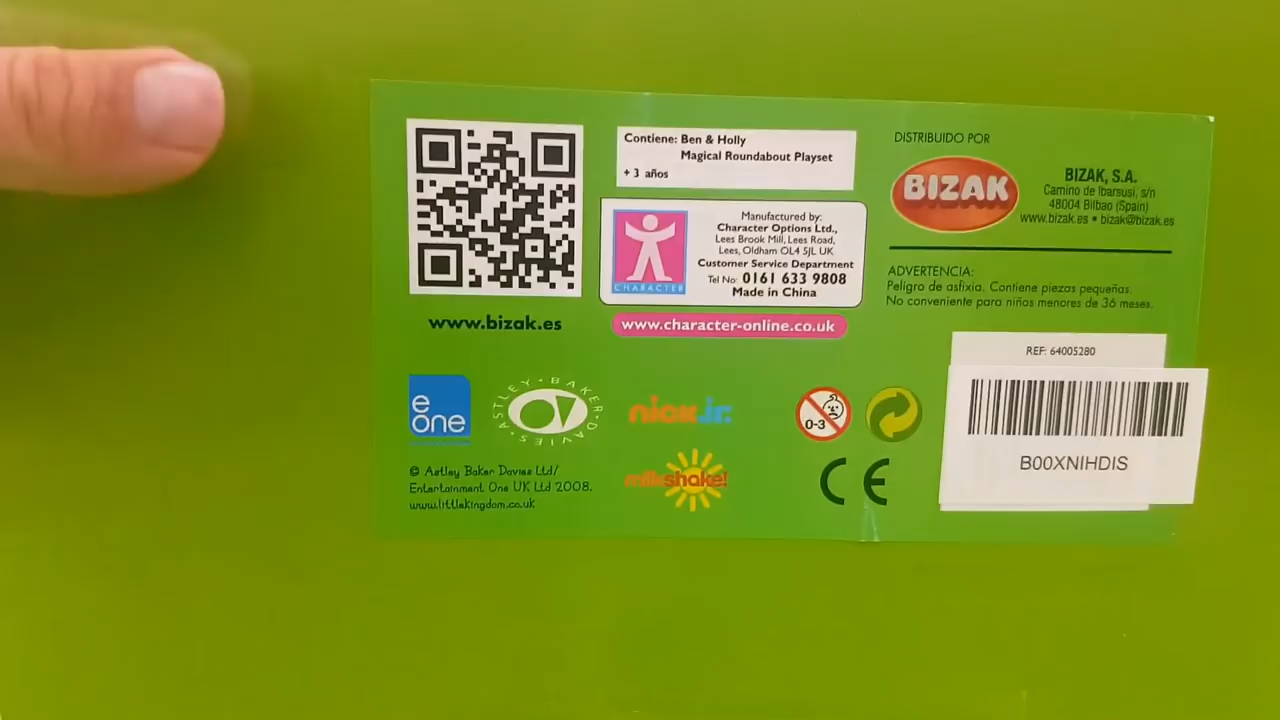 www.bizak.es
Contiene: Ben & Holly
Magical Roundabout Playset
+ 3 años
CHARACTER
Manufactured by:
Character Options Ltd.,
Lees Brook Mill, Lees Road,
Lees, Oldham OL4 5JL UK
Customer Service Department
Tel No: 0161 633 9808
Made in China
www.character-online.co.uk
DISTRIBUIDO POR
BIZAK
BIZAK, S.A.
Camino de Ibarsusi, s/n
48004 Bilbao (Spain)
www.bizak.es • bizak@bizak.es
ADVERTENCIA:
Peligro de asfixia. Contiene piezas pequeñas.
No conveniente para niños menores de 36 meses.
REF: 64005280
B00XNIHDIS
e
one
ASTLEY · BAKER · DAVIES ·
nick jr.
milkshake!
0-3
CE
© Astley Baker Davies Ltd/
Entertainment One UK Ltd 2008.
www.littlekingdom.co.uk